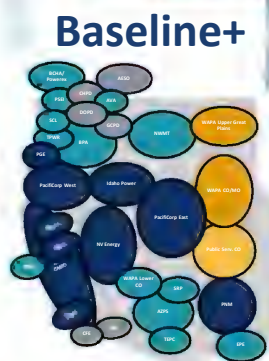 Baseline+
BCHA/
Powerex
AESO
PSEI
CHPD
AVA
DOPD
SCL
GCPD
TPWR
BPA
NWMT
WAPA Upper Great
Plains
PGE
PacifiCorp West
Idaho Power
PacifiCorp East
WAPA CO/MO
NV Energy
Public Serv. CO
WAPA Lower
CO
SRP
AZPS
PNM
CFE
TEPC
EPE